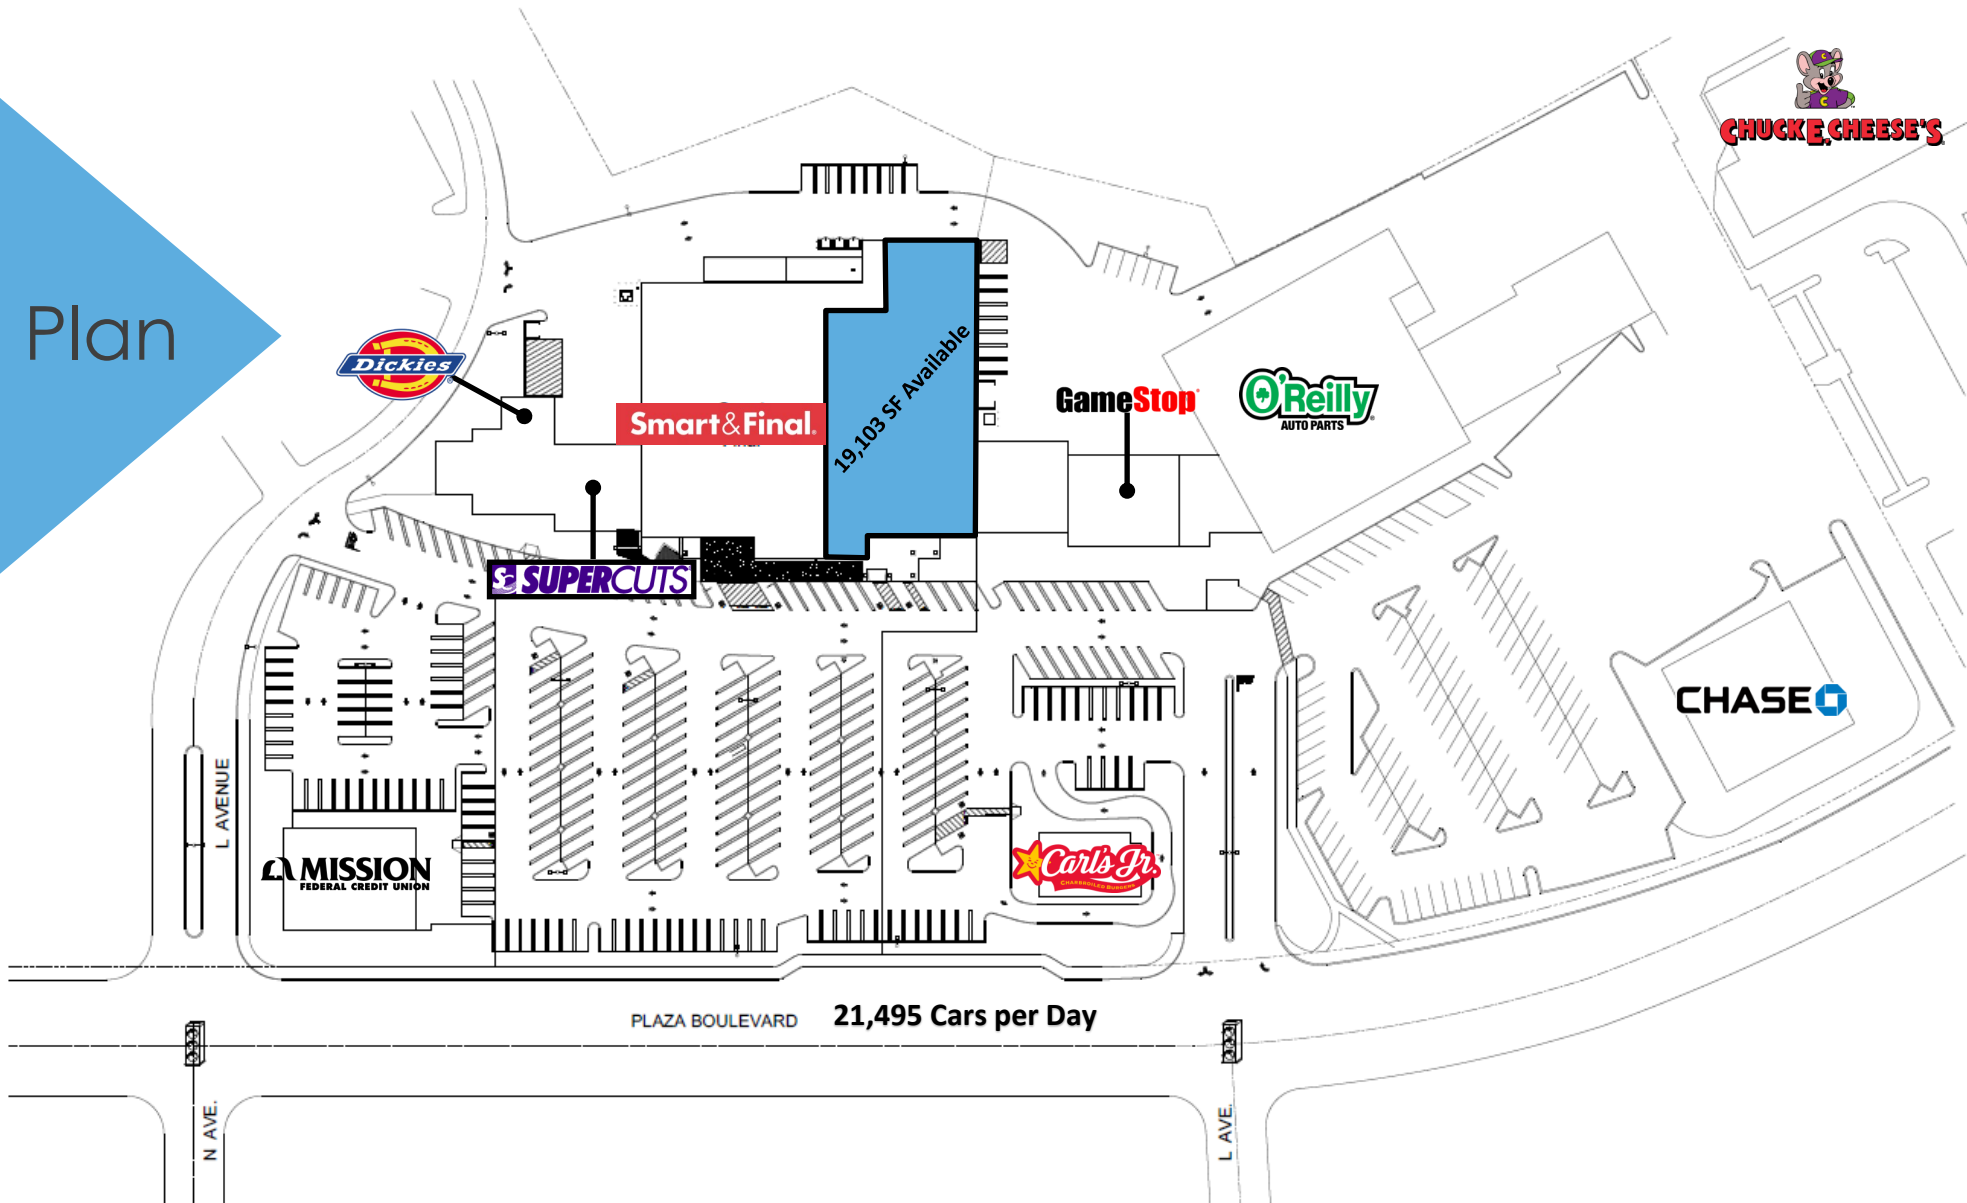 CHUCK E. CHEESE'S
Plan
Dickies
19,103 SF Available
GameStop
O'Reilly
AUTO PARTS
Smart&Final.
SC SUPERCUTS
CHASE
L AVENUE
MISSION
FEDERAL CREDIT UNION
Carl's Jr.
CHARBROILED BURGERS
PLAZA BOULEVARD
21,495 Cars per Day
N AVE.
L AVE.